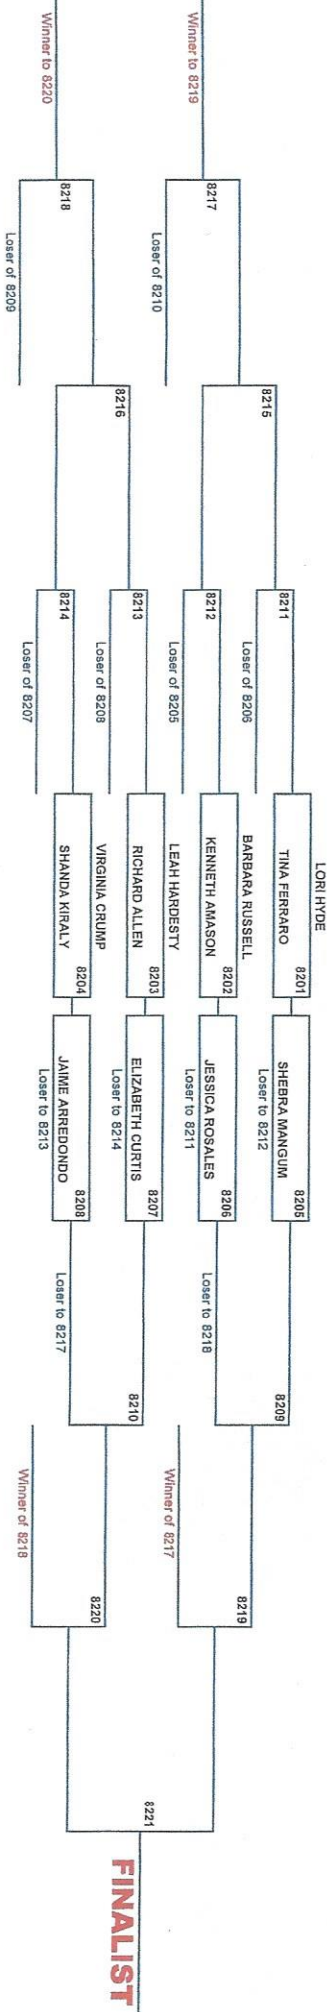 Winner to 8219
8217
Loser of 8210
8215
8211
Loser of 8206
8212
Loser of 8205
Winner to 8220
8218
Loser of 8209
8216
8213
Loser of 8208
8214
Loser of 8207
LORI HYDE
TINA FERRARO
8201
BARBARA RUSSELL
KENNETH AMASON
8202
LEAH HARDESTY
RICHARD ALLEN
8203
VIRGINIA CRUMP
SHANDA KIRALY
8204
SHEBRA MANGUM
8205
Loser to 8212
JESSICA ROSALES
8206
Loser to 8211
ELIZABETH CURTIS
8207
Loser to 8214
JAIME ARREDONDO
8208
Loser to 8213
8209
Loser to 8218
8210
Loser to 8217
8219
Winner of 8217
8220
Winner of 8218
8221
FINALIST